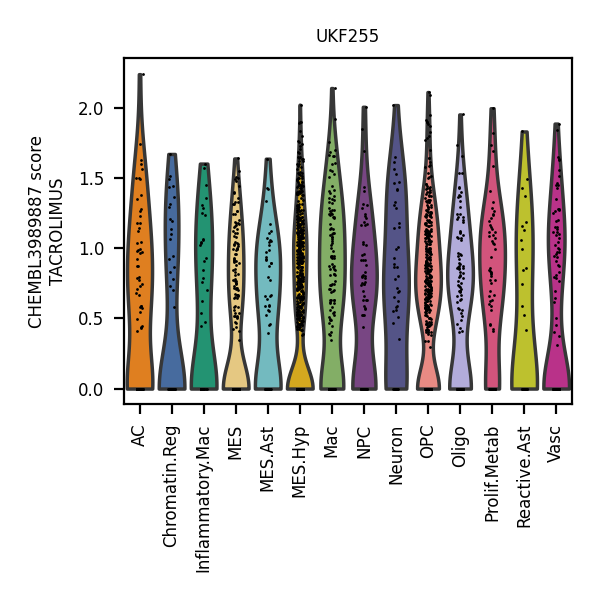 UKF255
CHEMBL3989887 score
TACROLIMUS
2.0
1.5
1.0
0.5
0.0
AC
Chromatin.Reg
Inflammatory.Mac
MES
MES.Ast
MES.Hyp
Mac
NPC
Neuron
OPC
Oligo
Prolif.Metab
Reactive.Ast
Vasc